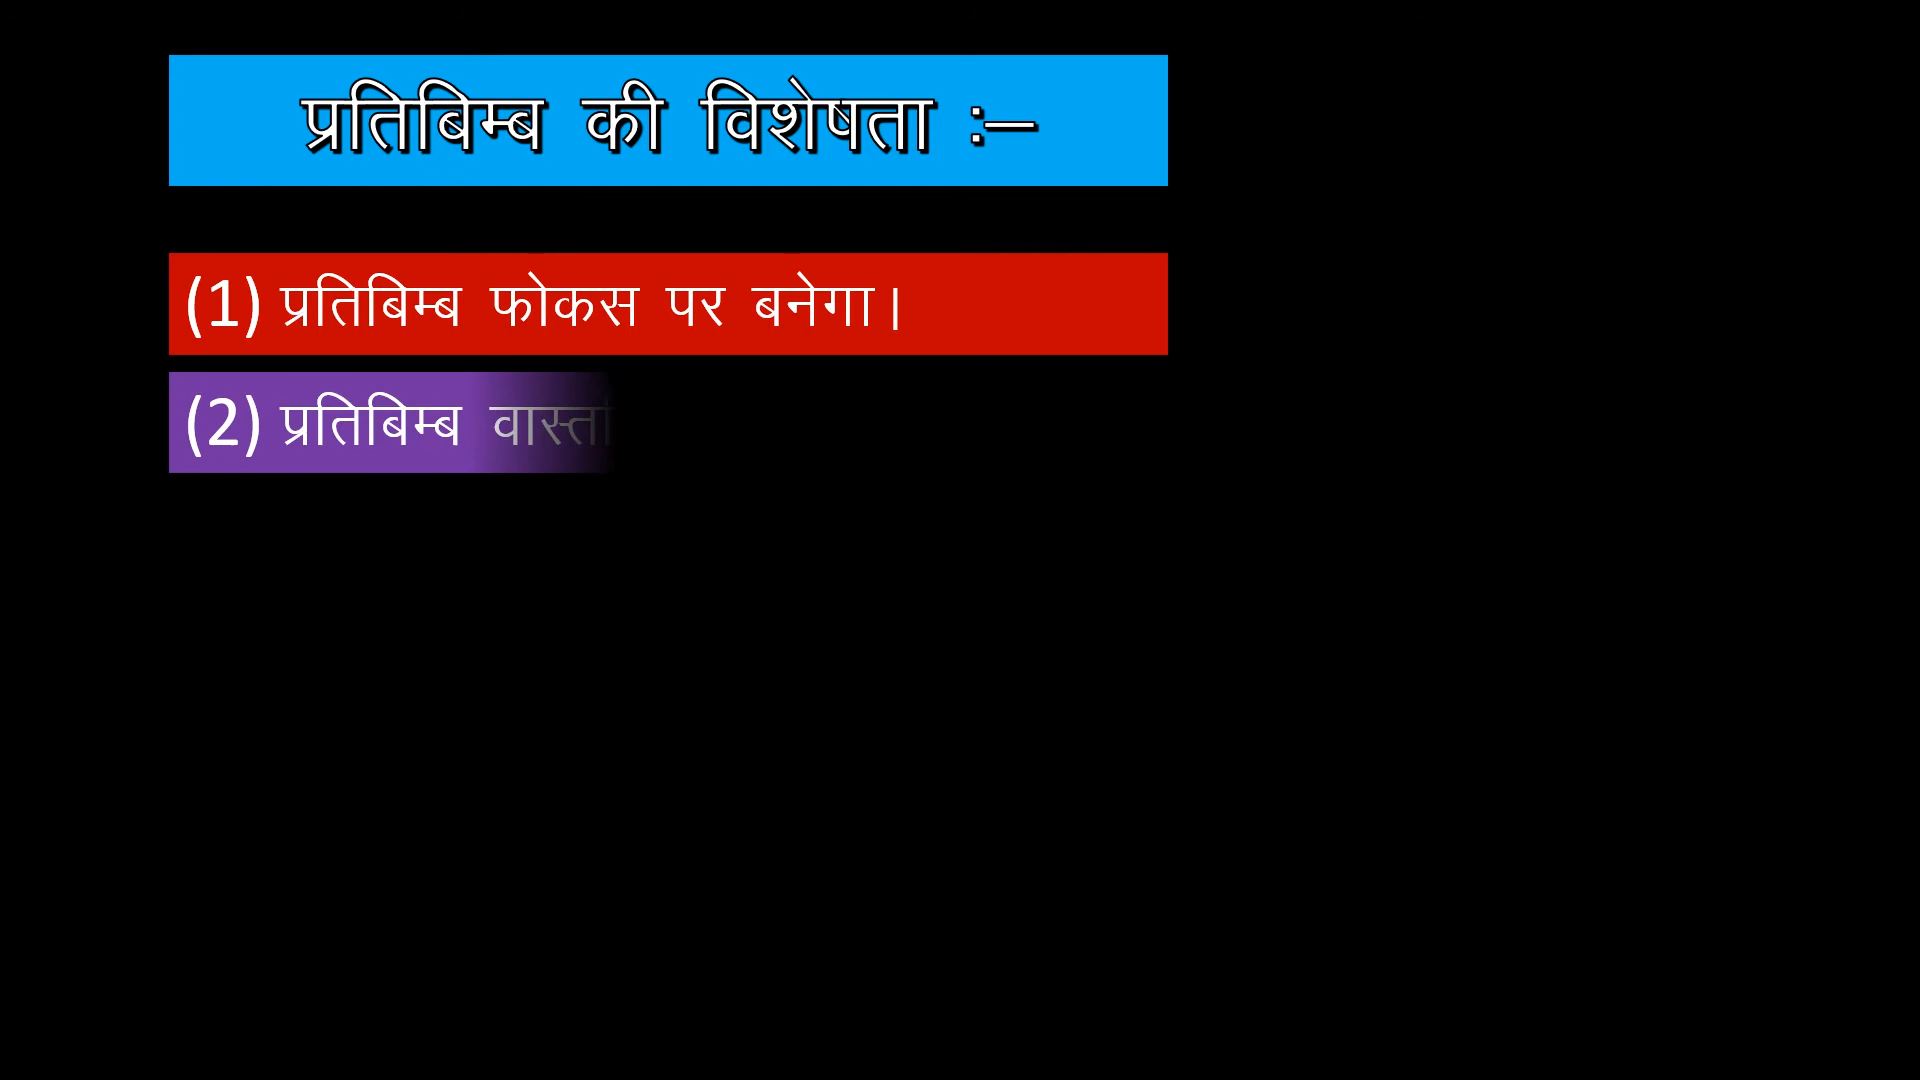 प्रतिबिम्ब की विशेषता :–
(1) प्रतिबिम्ब फोकस पर बनेगा।
(2) प्रतिबिम्ब